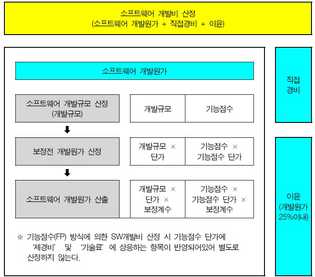 소프트웨어 개발비 산정
(소프트웨어 개발원가 + 직접경비 + 이윤)
소프트웨어 개발원가
직접
경비
소프트웨어 개발규모 산정
(개발규모)
개발규모
기능점수
보정전 개발원가 산정
개발규모 ×
단가
기능점수 ×
기능점수 단가
소프트웨어 개발원가 산출
개발규모 ×
단가 ×
보정계수
기능점수 ×
기능점수 단가 ×
보정계수
이윤
(개발원가
25%이내)
※ 기능점수(FP) 방식에 의한 SW개발비 산정 시 기능점수 단가에
'제경비' 및 '기술료' 에 상응하는 항목이 반영되어있어 별도로
산정하지 않는다.